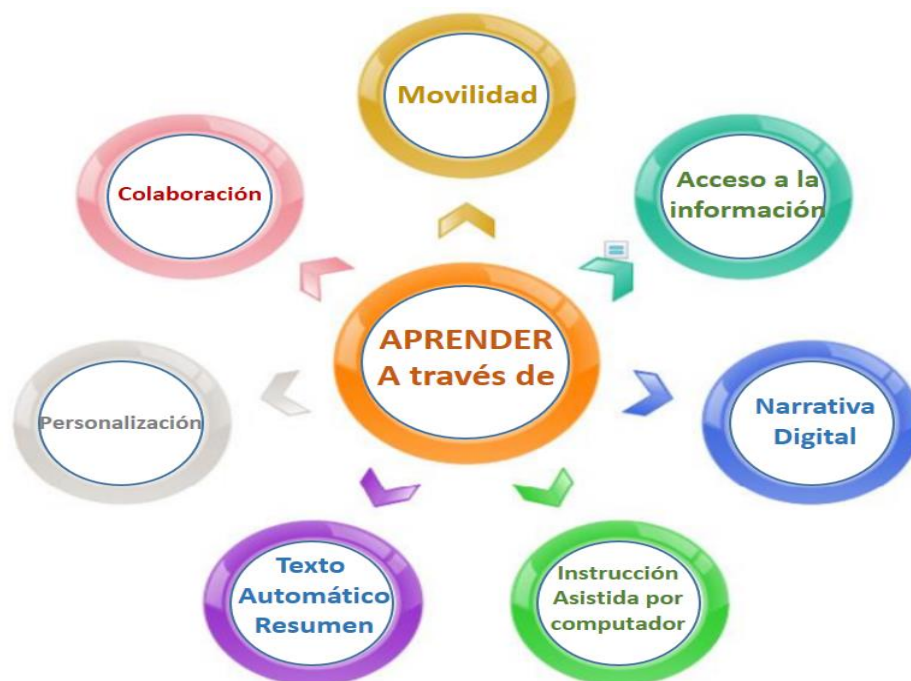 Movilidad
Colaboración
Acceso a la
información
APRENDER
A través de
Personalización
Narrativa
Digital
Texto
Automático
Resumen
Instrucción
Asistida por
computador